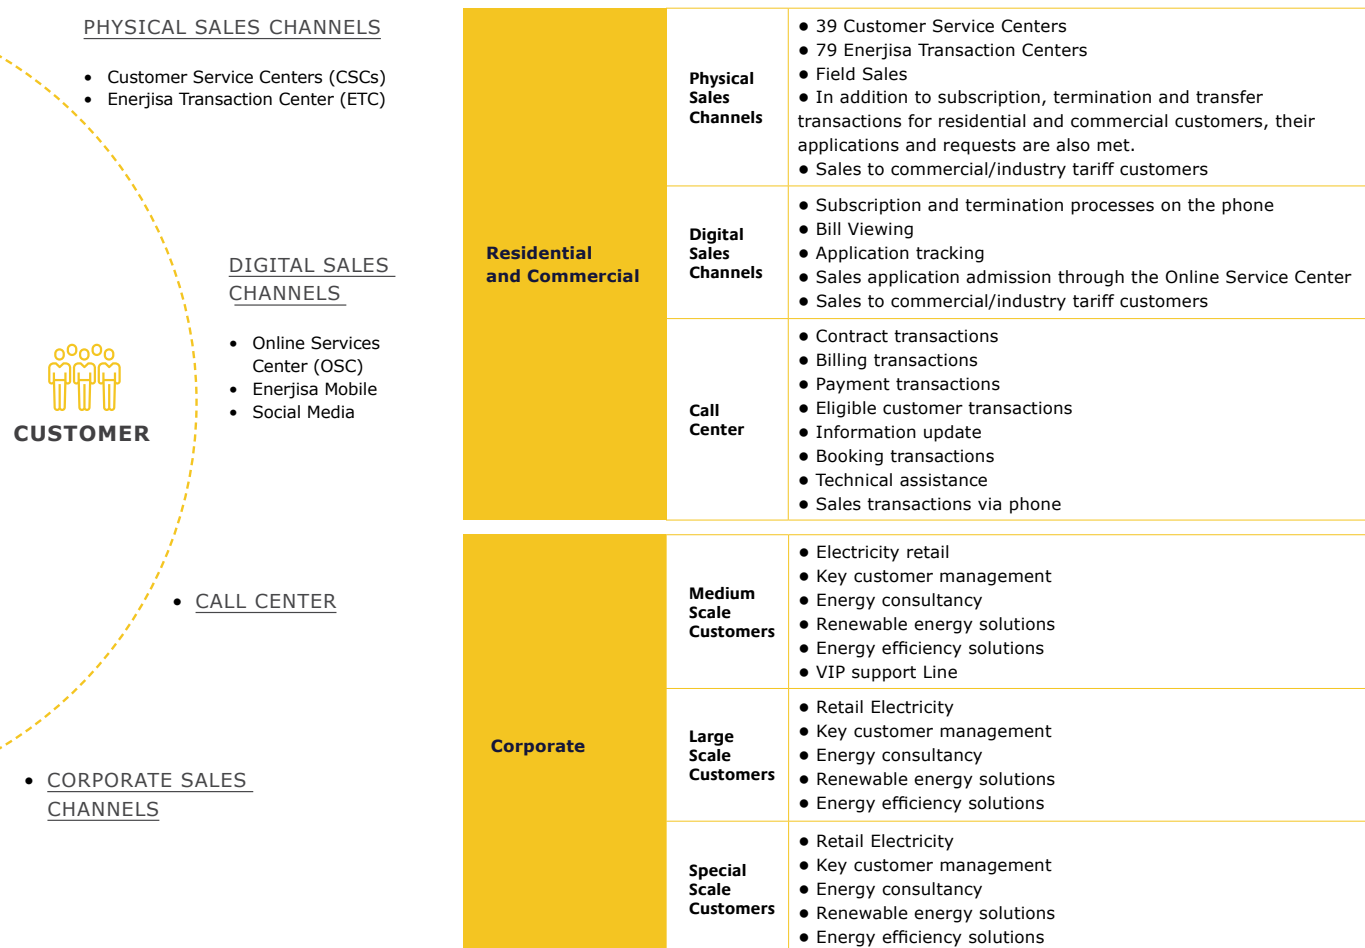 PHYSICAL SALES CHANNELS
• Customer Service Centers (CSCs)
• Enerjisa Transaction Center (ETC)
DIGITAL SALES
CHANNELS
• Online Services
Center (OSC)
• Enerjisa Mobile
• Social Media
CUSTOMER
• CALL CENTER
• CORPORATE SALES
CHANNELS
Residential
and Commercial
Physical
Sales
Channels
● 39 Customer Service Centers
● 79 Enerjisa Transaction Centers
● Field Sales
● In addition to subscription, termination and transfer
transactions for residential and commercial customers, their
applications and requests are also met.
● Sales to commercial/industry tariff customers
Digital
Sales
Channels
● Subscription and termination processes on the phone
● Bill Viewing
● Application tracking
● Sales application admission through the Online Service Center
● Sales to commercial/industry tariff customers
Call
Center
● Contract transactions
● Billing transactions
● Payment transactions
● Eligible customer transactions
● Information update
● Booking transactions
● Technical assistance
● Sales transactions via phone
Corporate
Medium
Scale
Customers
● Electricity retail
● Key customer management
● Energy consultancy
● Renewable energy solutions
● Energy efficiency solutions
● VIP support Line
Large
Scale
Customers
● Retail Electricity
● Key customer management
● Energy consultancy
● Renewable energy solutions
● Energy efficiency solutions
Special
Scale
Customers
● Retail Electricity
● Key customer management
● Energy consultancy
● Renewable energy solutions
● Energy efficiency solutions